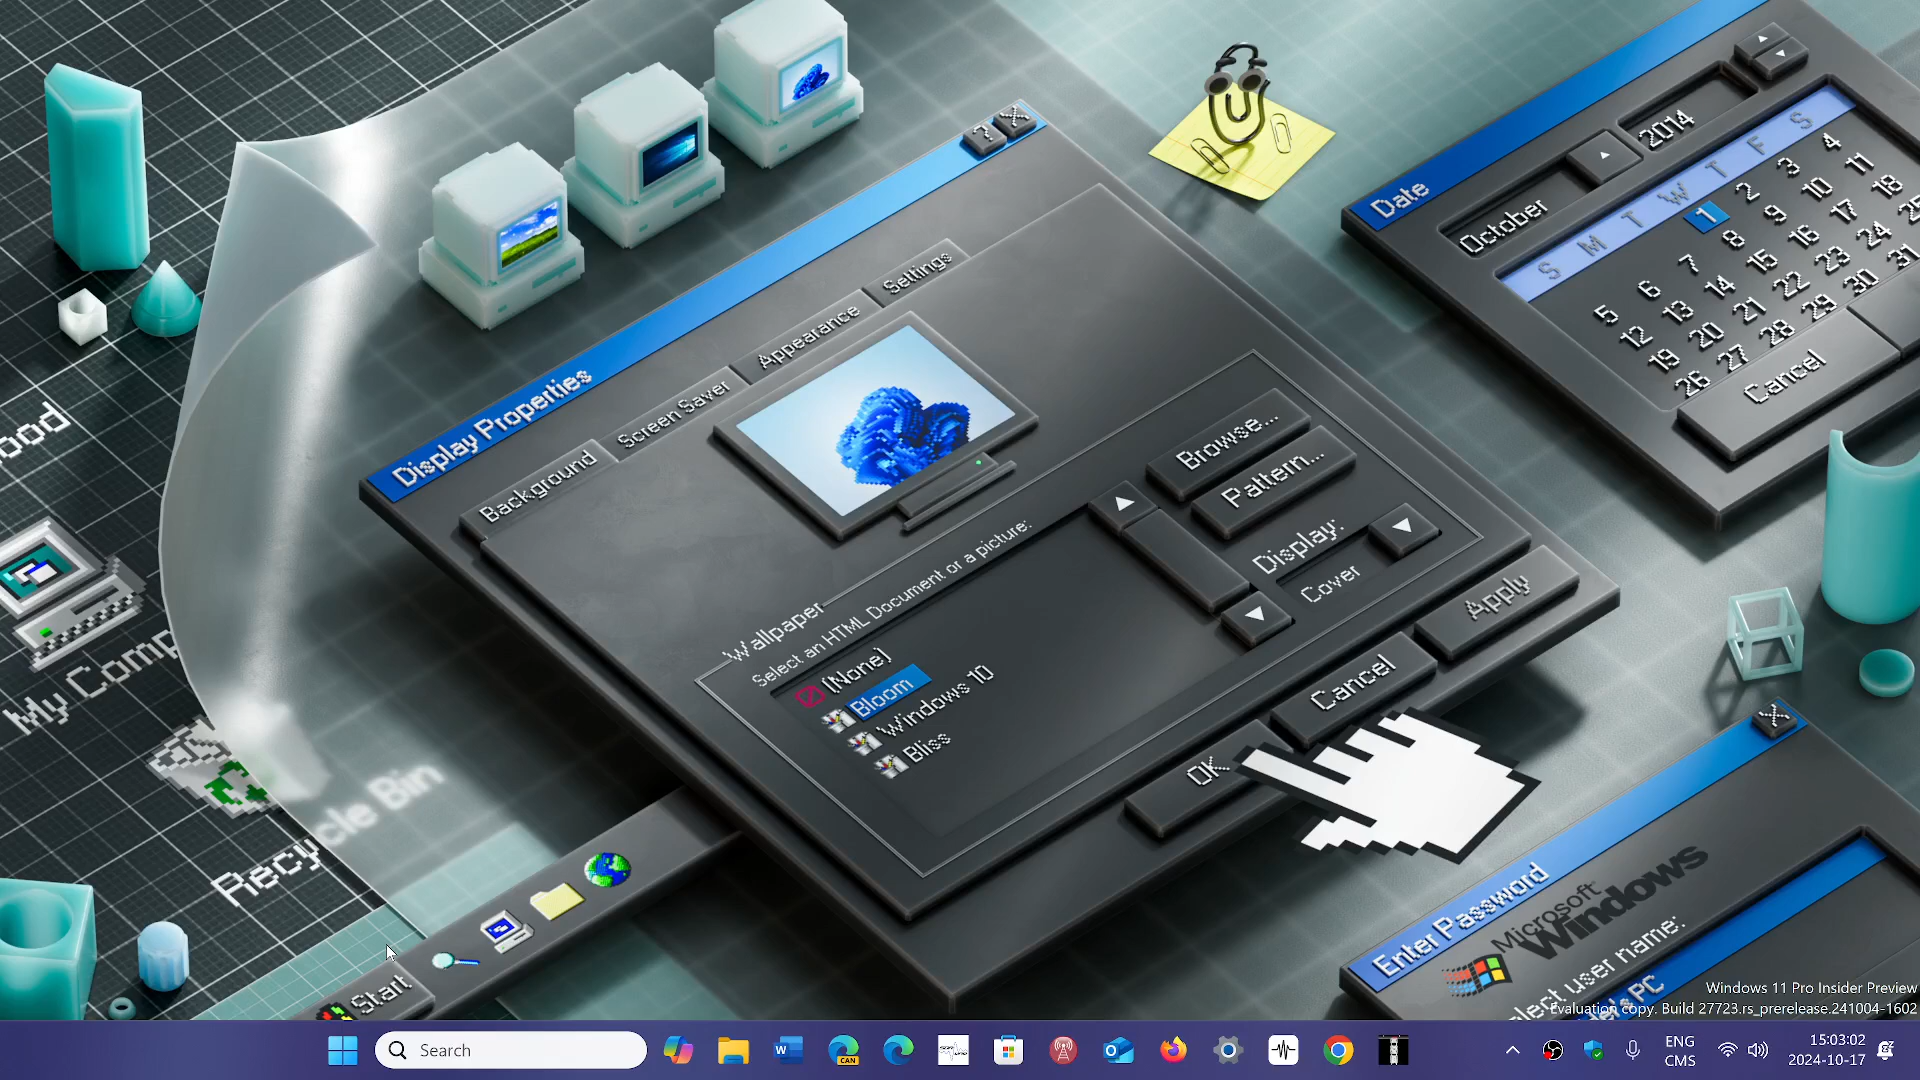 Date
October
2014
S M T W T F S
1 2 3 4
5 6 7 8 9 10 11
12 13 14 15 16 17 18
19 20 21 22 23 24 25
26 27 28 29 30 31
Cancel
Display Properties
?
Background
Screen Saver
Appearance
Settings
Wallpaper
Select an HTML Document or a picture:
(None)
Bloom
Windows 10
Bliss
Browse...
Pattern...
Display:
Cover
OK
Cancel
Apply
ood
My Comp
Recycle Bin
Start
Enter Password
Microsoft
Windows
elect user name:
's PC
Windows 11 Pro Insider Preview
Evaluation copy. Build 27723.rs_prerelease.241004-1602
Search
W
CAN
ENG
CMS
15:03:02
2024-10-17